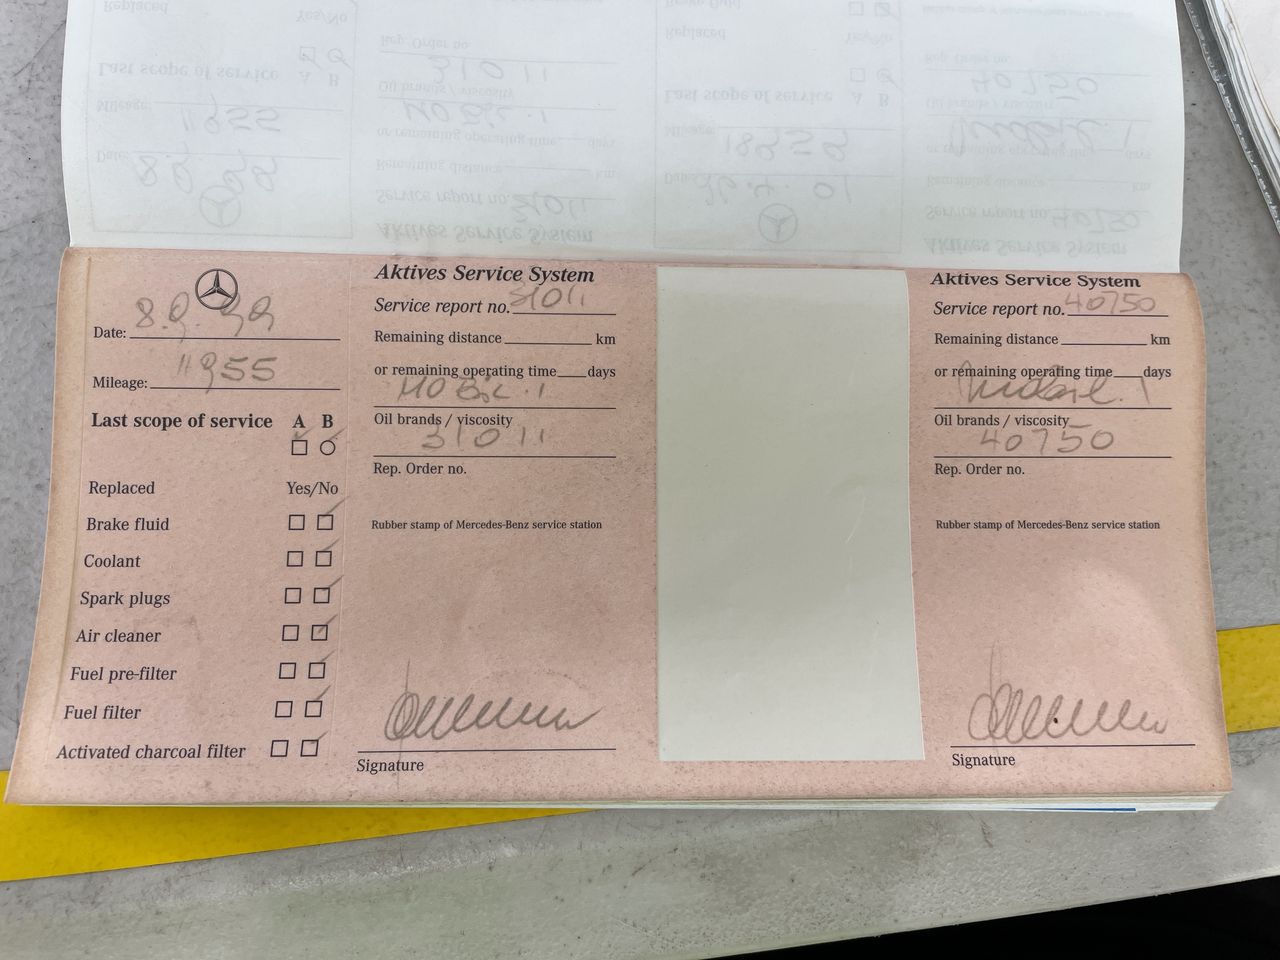 Date: 8.9.99
Mileage: 11955
Last scope of service A B
Replaced Yes/No
Brake fluid
Coolant
Spark plugs
Air cleaner
Fuel pre-filter
Fuel filter
Activated charcoal filter
Aktives Service System
Service report no. 31011
Remaining distance km
or remaining operating time days
MOBiL.1
Oil brands / viscosity
31011
Rep. Order no.
Rubber stamp of Mercedes-Benz service station
Signature
Aktives Service System
Service report no. 40750
Remaining distance km
or remaining operating time days
Mobil.1
Oil brands / viscosity
40750
Rep. Order no.
Rubber stamp of Mercedes-Benz service station
Signature